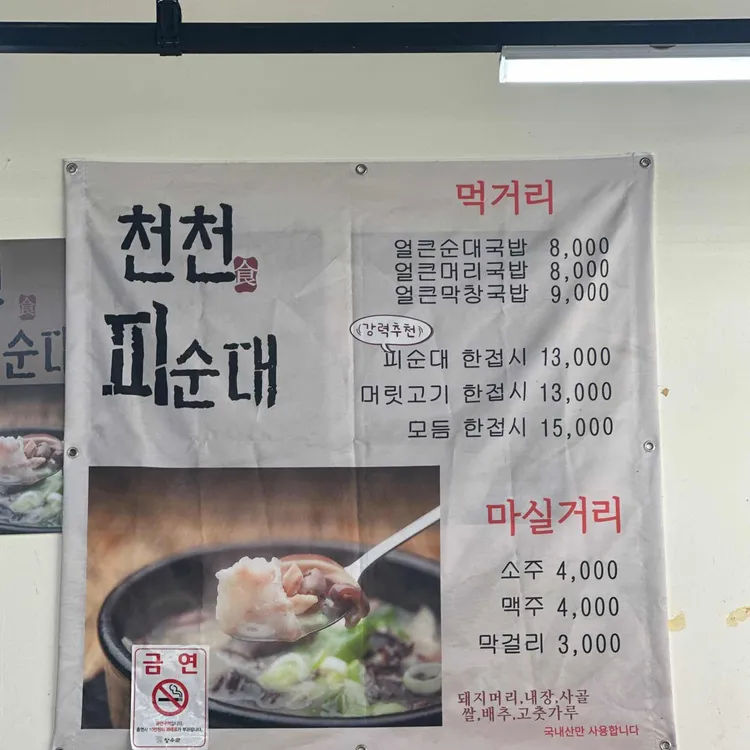 천천
食
피순대
먹거리
얼큰순대국밥 8,000
얼큰머리국밥 8,000
얼큰막창국밥 9,000
강력추천
피순대 한접시 13,000
머릿고기 한접시 13,000
모듬 한접시 15,000
마실거리
소주 4,000
맥주 4,000
막걸리 3,000
돼지머리,내장,사골
쌀,배추,고춧가루
국내산만 사용합니다
금연
食
순대